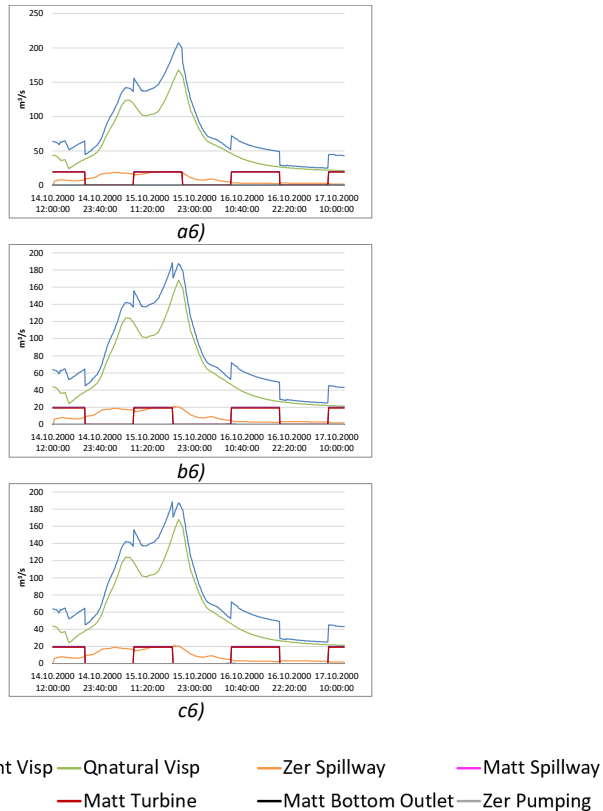 250
200
150
100
50
0
m³/s
14.10.2000 14.10.2000 15.10.2000 15.10.2000 16.10.2000 16.10.2000 17.10.2000
12:00:00 23:40:00 11:20:00 23:00:00 10:40:00 22:20:00 10:00:00
a6)
200
180
160
140
120
100
80
60
40
20
0
m³/s
14.10.2000 14.10.2000 15.10.2000 15.10.2000 16.10.2000 16.10.2000 17.10.2000
12:00:00 23:40:00 11:20:00 23:00:00 10:40:00 22:20:00 10:00:00
b6)
200
180
160
140
120
100
80
60
40
20
0
m³/s
14.10.2000 14.10.2000 15.10.2000 15.10.2000 16.10.2000 16.10.2000 17.10.2000
12:00:00 23:40:00 11:20:00 23:00:00 10:40:00 22:20:00 10:00:00
c6)
nt Visp Qnatural Visp Zer Spillway Matt Spillway
Matt Turbine Matt Bottom Outlet Zer Pumping